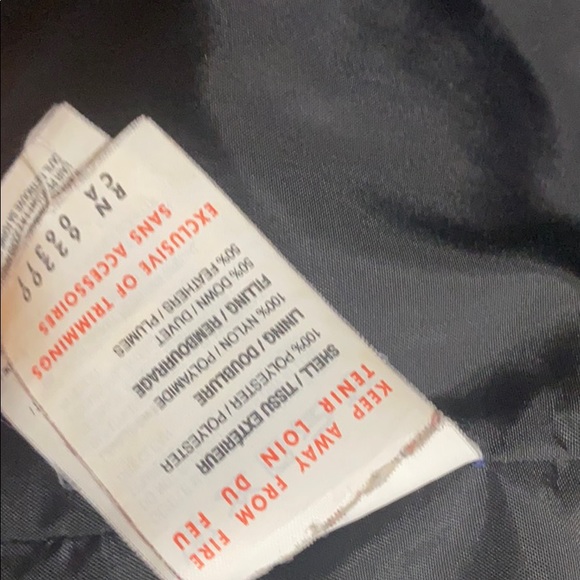 KEEP AWAY FROM FIRE
TENIR LOIN DU FEU
SHELL / TISSU EXTÉRIEUR
100% POLYESTER / POLYESTER
LINING / DOUBLURE
100% NYLON / POLYAMIDE
FILLING / REMBOURRAGE
50% DOWN / DUVET
50% FEATHERS / PLUMES
EXCLUSIVE OF TRIMMINGS
SANS ACCESSOIRES
RN
CA